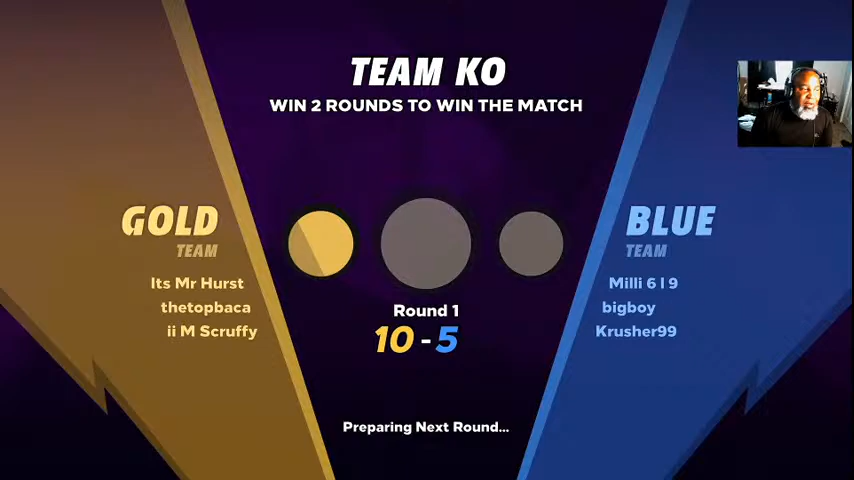 TEAM KO
WIN 2 ROUNDS TO WIN THE MATCH
GOLD
TEAM
Its Mr Hurst
thetopbaca
ii M Scruffy
BLUE
TEAM
Milli 6 l 9
bigboy
Krusher99
Round 1
10 - 5
Preparing Next Round...